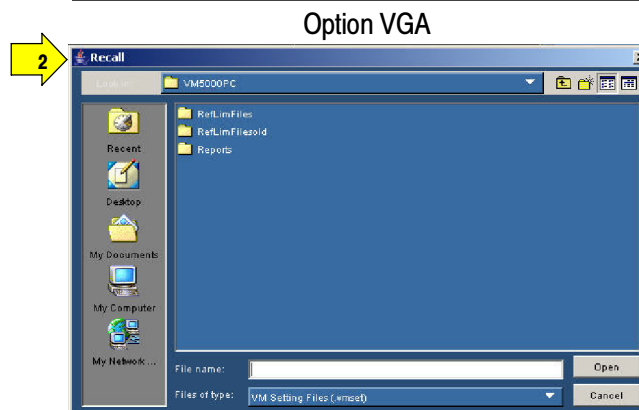 Option VGA
2
Recall
VM5000PC
RefLimFiles
RefLimFilesold
Reports
Recent
Desktop
My Documents
My Computer
My Network ...
File name:
Open
Files of type:
VM Setting Files (.vmset)
Cancel